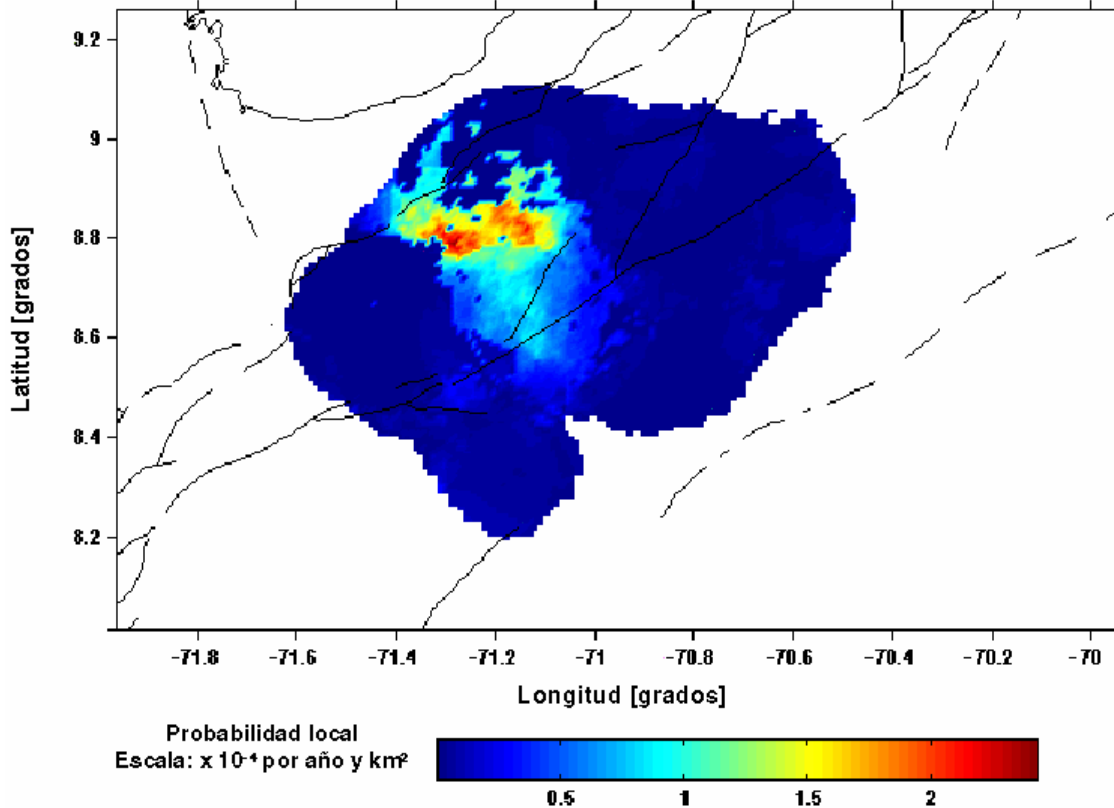 9.2
9
8.8
8.6
8.4
8.2
Latitud [grados]
−71.8 −71.6 −71.4 −71.2 −71 −70.8 −70.6 −70.4 −70.2 −70
Longitud [grados]
Probabilidad local
Escala: x 10⁻⁴ por año y km²
0.5 1 1.5 2